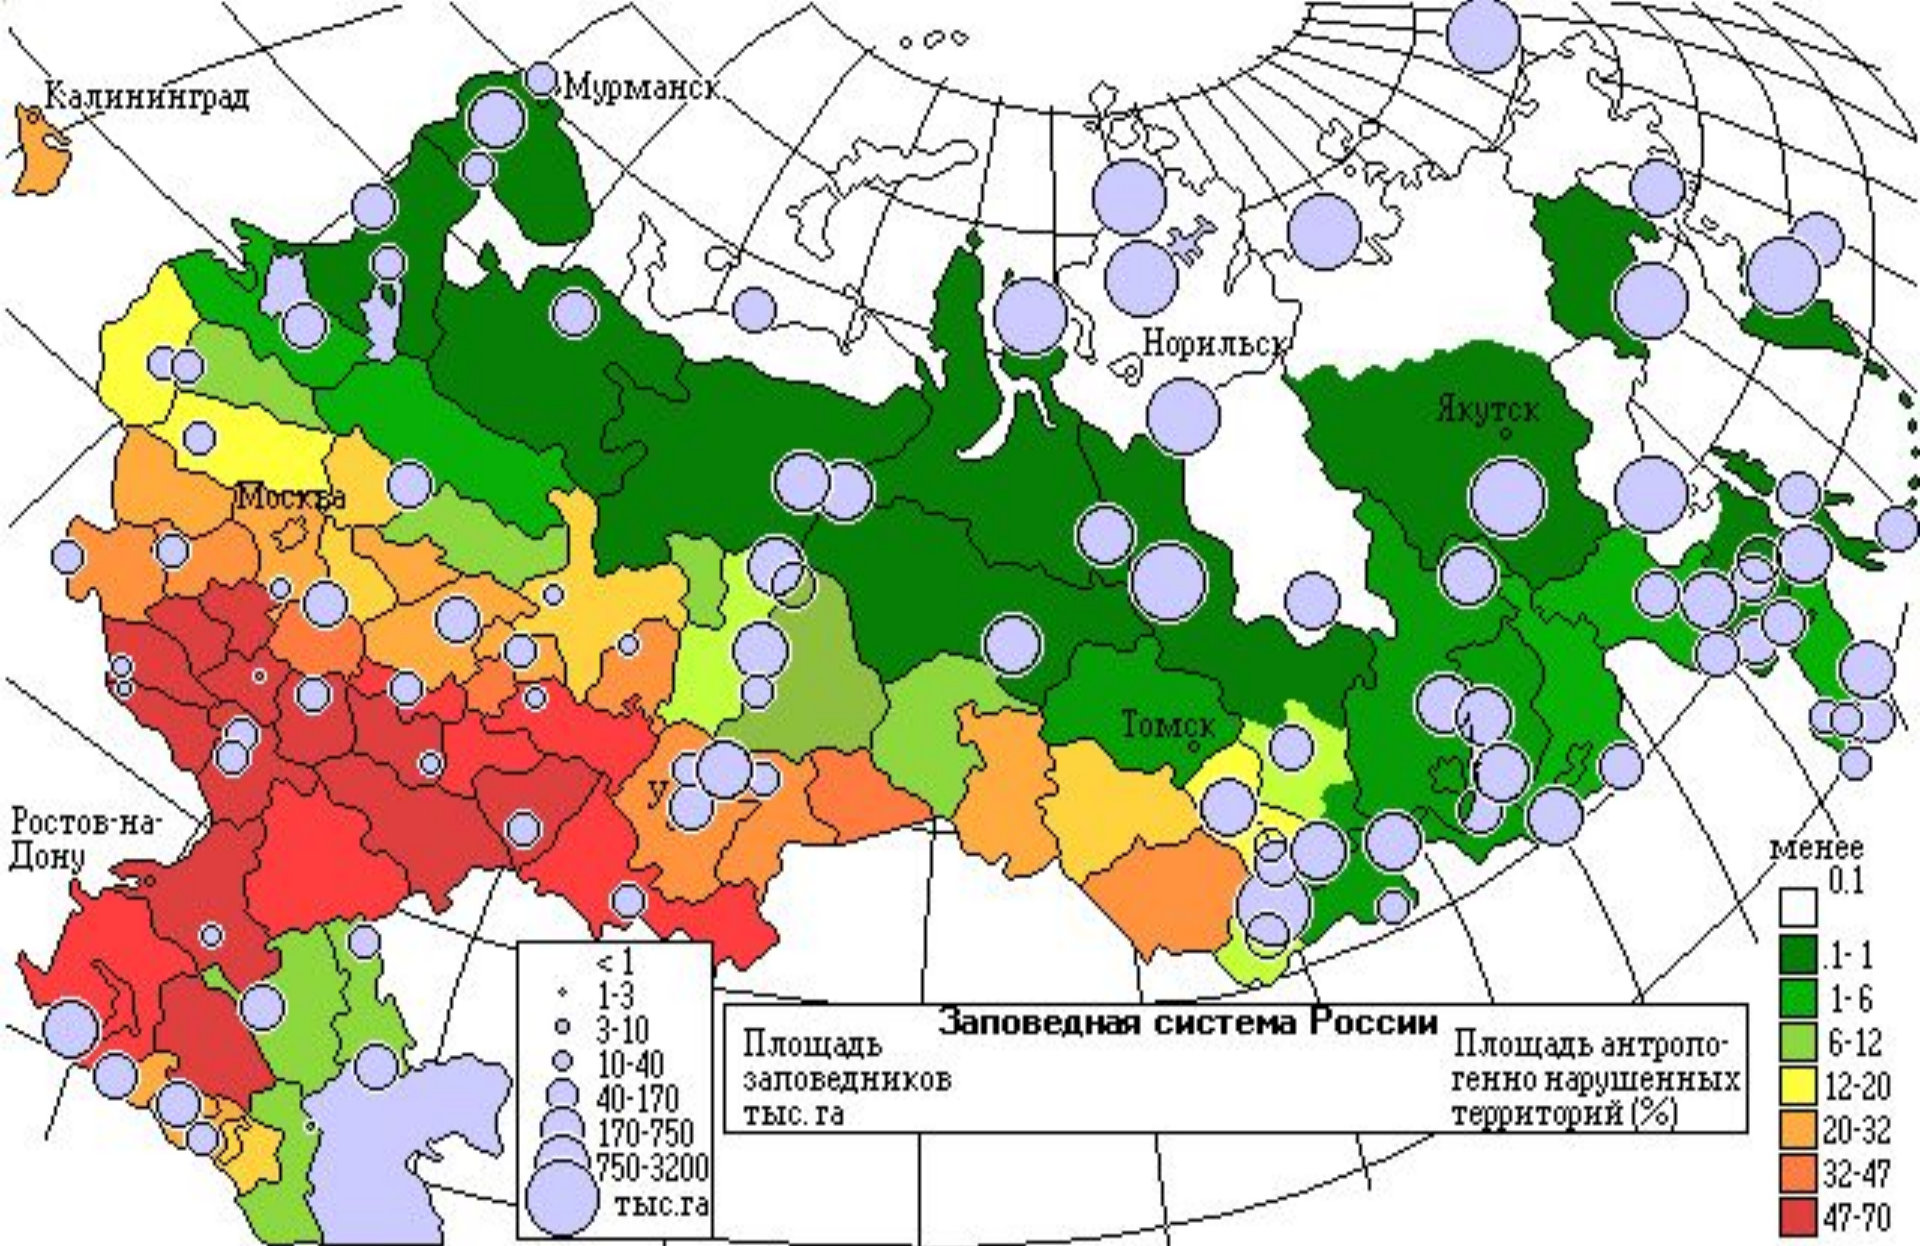 Калининград
Мурманск
Норильск
Якутск
Москва
Томск
У
Ростов-на-
Дону
менее
0.1
.1-1
1-6
6-12
12-20
20-32
32-47
47-70
< 1
1-3
3-10
10-40
40-170
170-750
750-3200
тыс.га
Заповедная система России
Площадь
заповедников
тыс. га
Площадь антропо-
генно нарушенных
территорий (%)